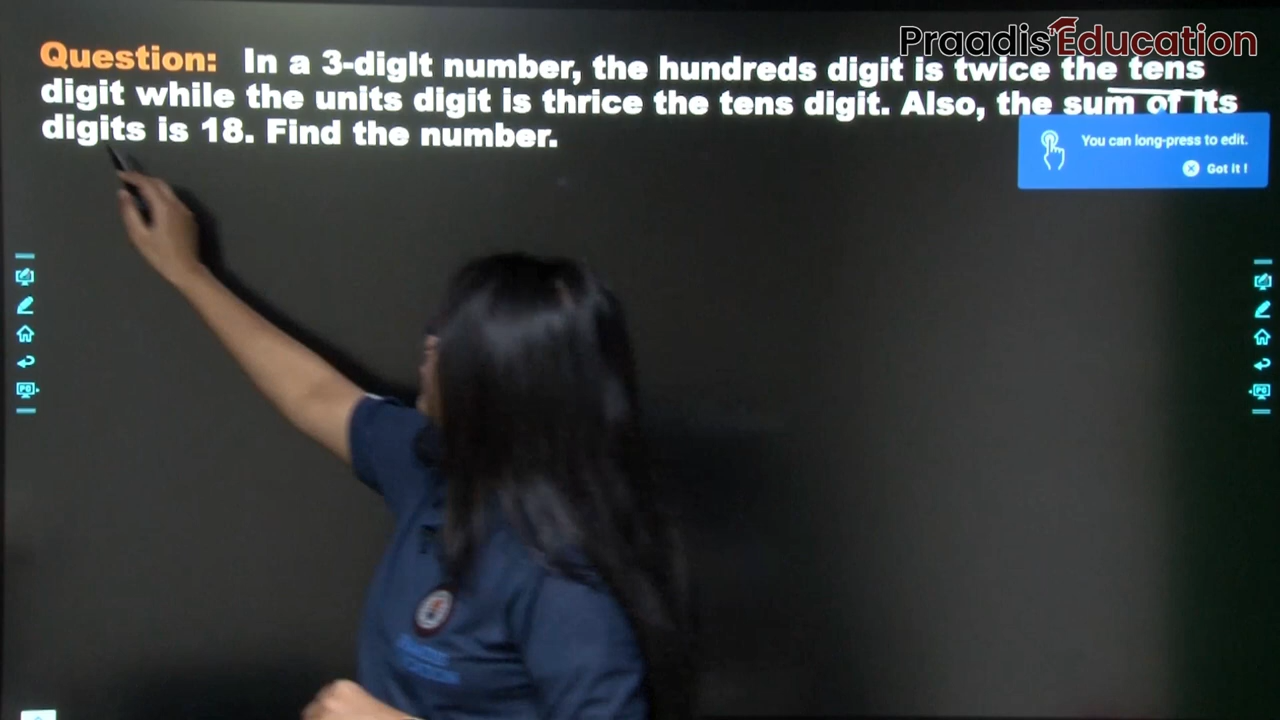 Praadis Education
Question: In a 3-digit number, the hundreds digit is twice the tens
digit while the units digit is thrice the tens digit. Also, the sum of its
digits is 18. Find the number.
You can long-press to edit.
Got it !